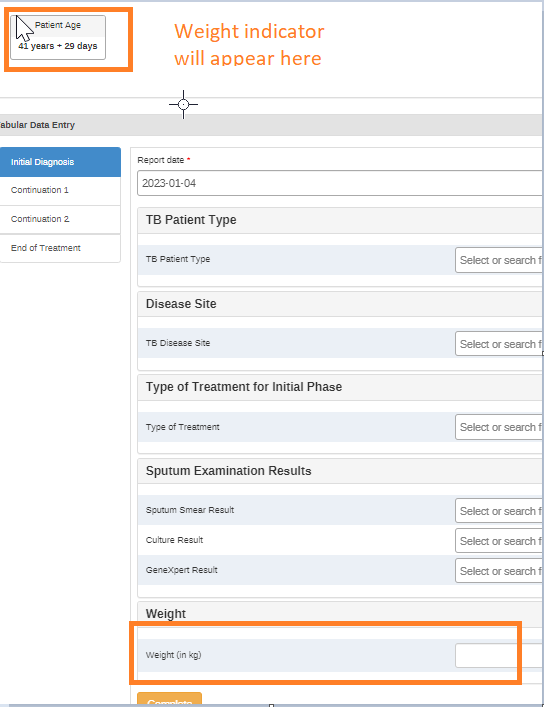 Patient Age
41 years + 29 days
Weight indicator
will appear here
abular Data Entry
Initial Diagnosis
Continuation 1
Continuation 2
End of Treatment
Report date *
2023-01-04
TB Patient Type
TB Patient Type
Select or search f
Disease Site
TB Disease Site
Select or search f
Type of Treatment for Initial Phase
Type of Treatment
Select or search f
Sputum Examination Results
Sputum Smear Result
Select or search f
Culture Result
Select or search f
GeneXpert Result
Select or search f
Weight
Weight (in kg)
Complete